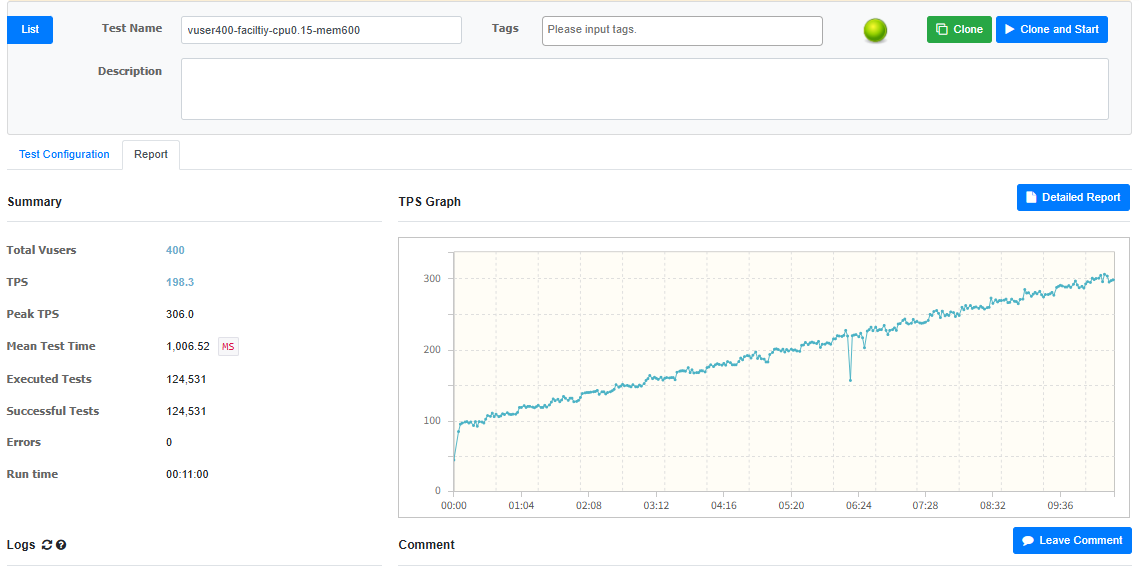 List
Test Name
vuser400-faciltiy-cpu0.15-mem600
Tags
Please input tags.
Clone
Clone and Start
Description
Test Configuration
Report
Summary
Total Vusers 400
TPS 198.3
Peak TPS 306.0
Mean Test Time 1,006.52 MS
Executed Tests 124,531
Successful Tests 124,531
Errors 0
Run time 00:11:00
TPS Graph
Detailed Report
300
200
100
0
00:00 01:04 02:08 03:12 04:16 05:20 06:24 07:28 08:32 09:36
Logs
Comment
Leave Comment